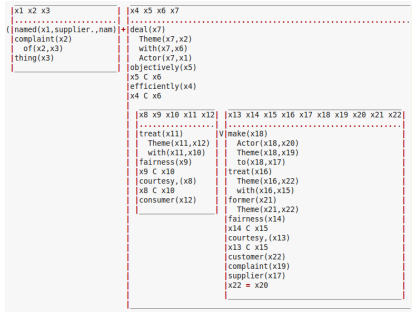 |x1 x2 x3 | |x4 x5 x6 x7
|...| |...
(|named(x1,supplier.,nam)|+|deal(x7)
|complaint(x2) | | Theme(x7,x2)
| of(x2,x3) | | with(x7,x6)
|thing(x3) | | Actor(x7,x1)
|___| |objectively(x5)
|x5 C x6
|efficiently(x4)
|x4 C x6
| |x8 x9 x10 x11 x12| |x13 x14 x15 x16 x17 x18 x19 x20 x21 x22|
| |...| |...|
| |treat(x11) |V|make(x18) |
| | Theme(x11,x12) | | Actor(x18,x20) |
| | with(x11,x10) | | Theme(x18,x19) |
| |fairness(x9) | | to(x18,x17) |
| |x9 C x10 | |treat(x16) |
| |courtesy,(x8) | | Theme(x16,x22) |
| |x8 C x10 | | with(x16,x15) |
| |consumer(x12) | |former(x21) |
| |___| | Theme(x21,x22) |
| |fairness(x14) |
| |x14 C x15 |
| |courtesy,(x13) |
| |x13 C x15 |
| |customer(x22) |
| |complaint(x19) |
| |supplier(x17) |
| |x22 = x20 |
| |___|
|___